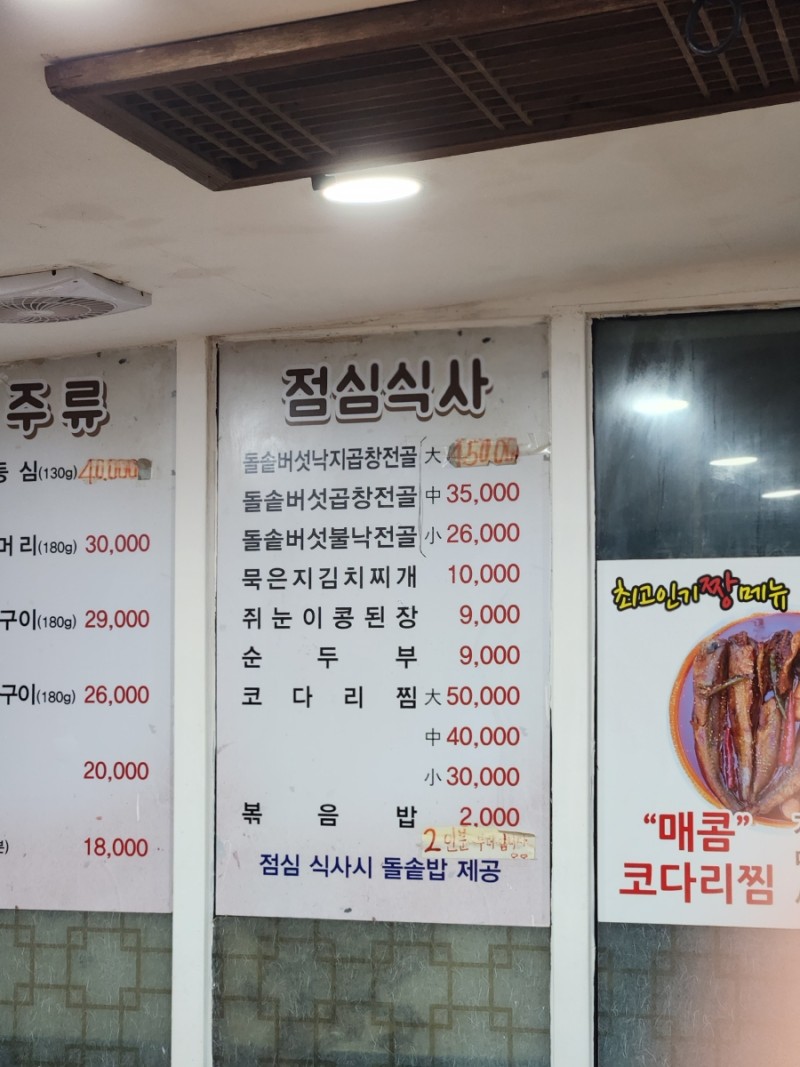 주류
심(130g) 40,000
머리(180g) 30,000
구이(180g) 29,000
구이(180g) 26,000
20,000
18,000
점심식사
돌솥버섯낙지곱창전골 大 45,000
돌솥버섯곱창전골 中 35,000
돌솥버섯불낙전골 小 26,000
묵은지김치찌개 10,000
쥐눈이콩된장 9,000
순두부 9,000
코다리찜 大 50,000
中 40,000
小 30,000
볶음밥 2,000
2인분
점심 식사시 돌솥밥 제공
최고인기짱메뉴
“매콤”
코다리찜